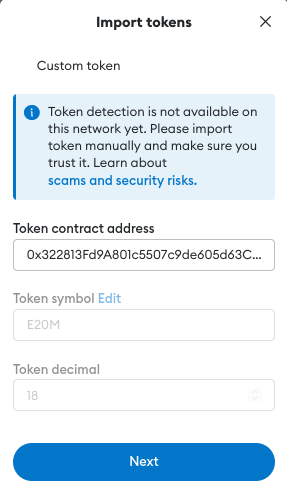 Import tokens
Custom token
Token detection is not available on
this network yet. Please import
token manually and make sure you
trust it. Learn about
scams and security risks.
Token contract address
0x322813Fd9A801c5507c9de605d63C...
Token symbol Edit
E20M
Token decimal
18
Next